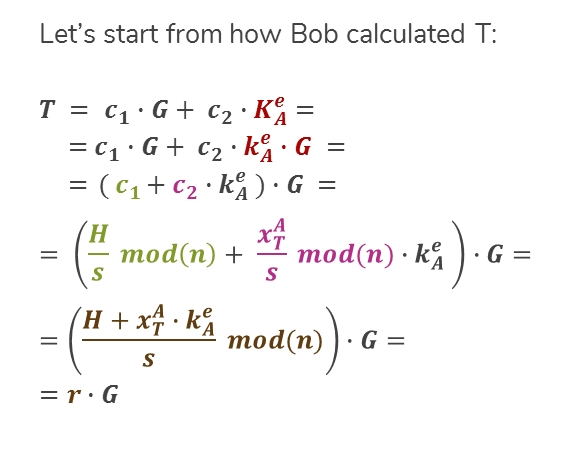 Let's start from how Bob calculated T:
T = c₁ · G + c₂ · K_A^e =
= c₁ · G + c₂ · k_A^e · G =
= ( c₁ + c₂ · k_A^e ) · G =
= ( H/s mod(n) + x_T^A/s mod(n) · k_A^e ) · G =
= ( (H + x_T^A · k_A^e)/s mod(n) ) · G =
= r · G